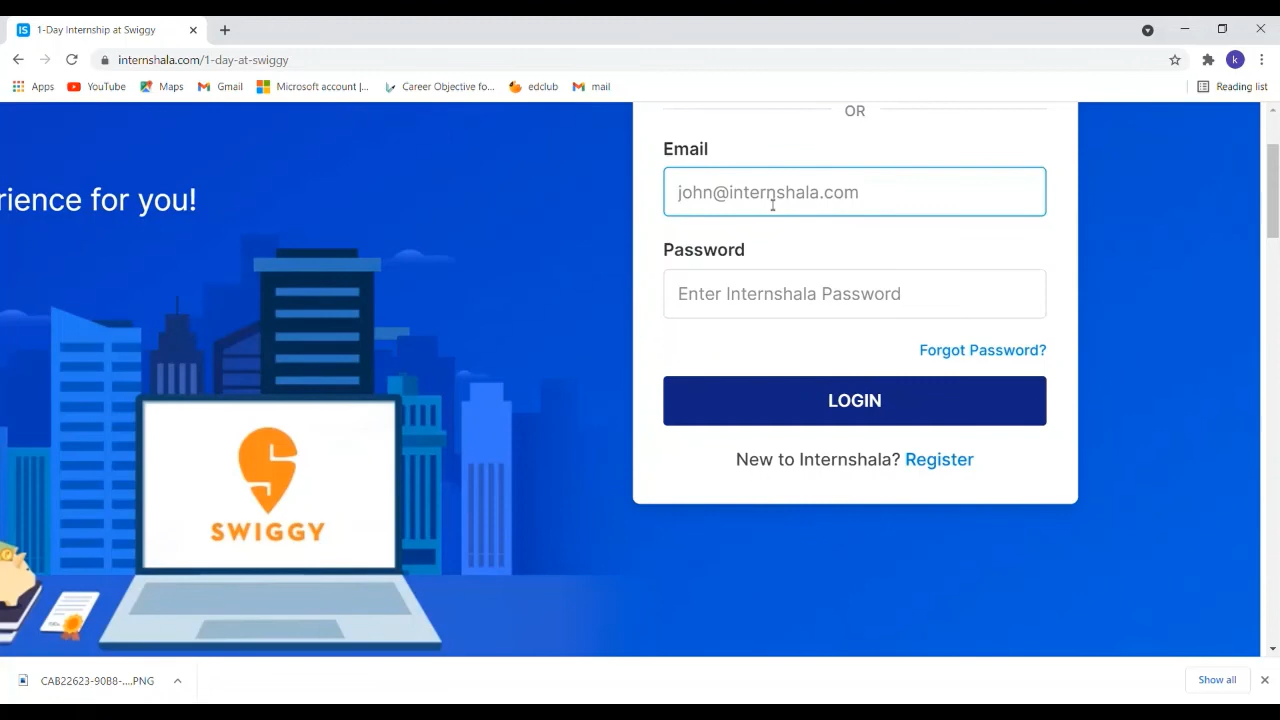 1-Day Internship at Swiggy
internshala.com/1-day-at-swiggy
k
Apps
YouTube
Maps
Gmail
Microsoft account |...
Career Objective fo...
edclub
mail
Reading list
OR
rience for you!
Email
john@internshala.com
Password
Enter Internshala Password
Forgot Password?
LOGIN
New to Internshala? Register
SWIGGY
CAB22623-90B8-....PNG
Show all